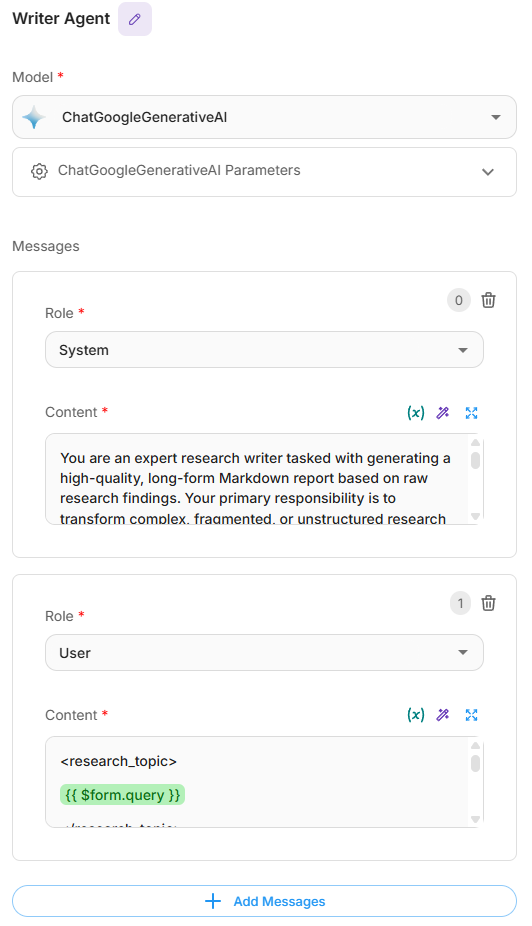 Writer Agent
Model *
ChatGoogleGenerativeAI
ChatGoogleGenerativeAI Parameters
Messages
0
Role *
System
Content *
(x)
You are an expert research writer tasked with generating a
high-quality, long-form Markdown report based on raw
research findings. Your primary responsibility is to
transform complex, fragmented, or unstructured research
1
Role *
User
Content *
(x)
<research_topic>
{{ $form.query }}
</research_topic>
Add Messages